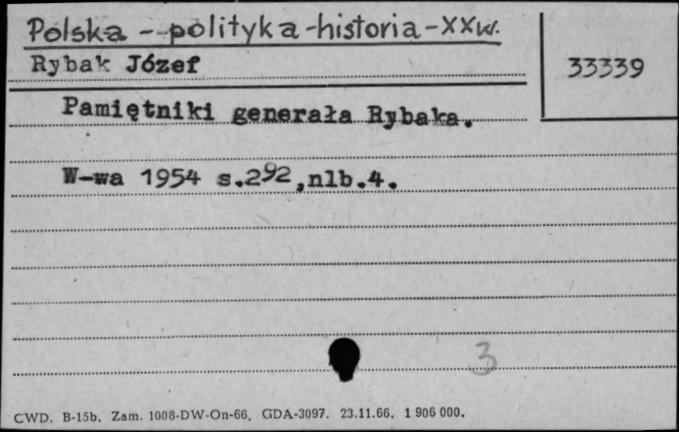 Polska - polityka - historia - XX w.
Rybak Józef
33339
Pamiętniki generała Rybaka.
W-wa 1954 s.292, nlb.4.
3
CWD. B-15b. Zam. 1008-DW-On-66. GDA-3097. 23.11.66. 1 906 000.